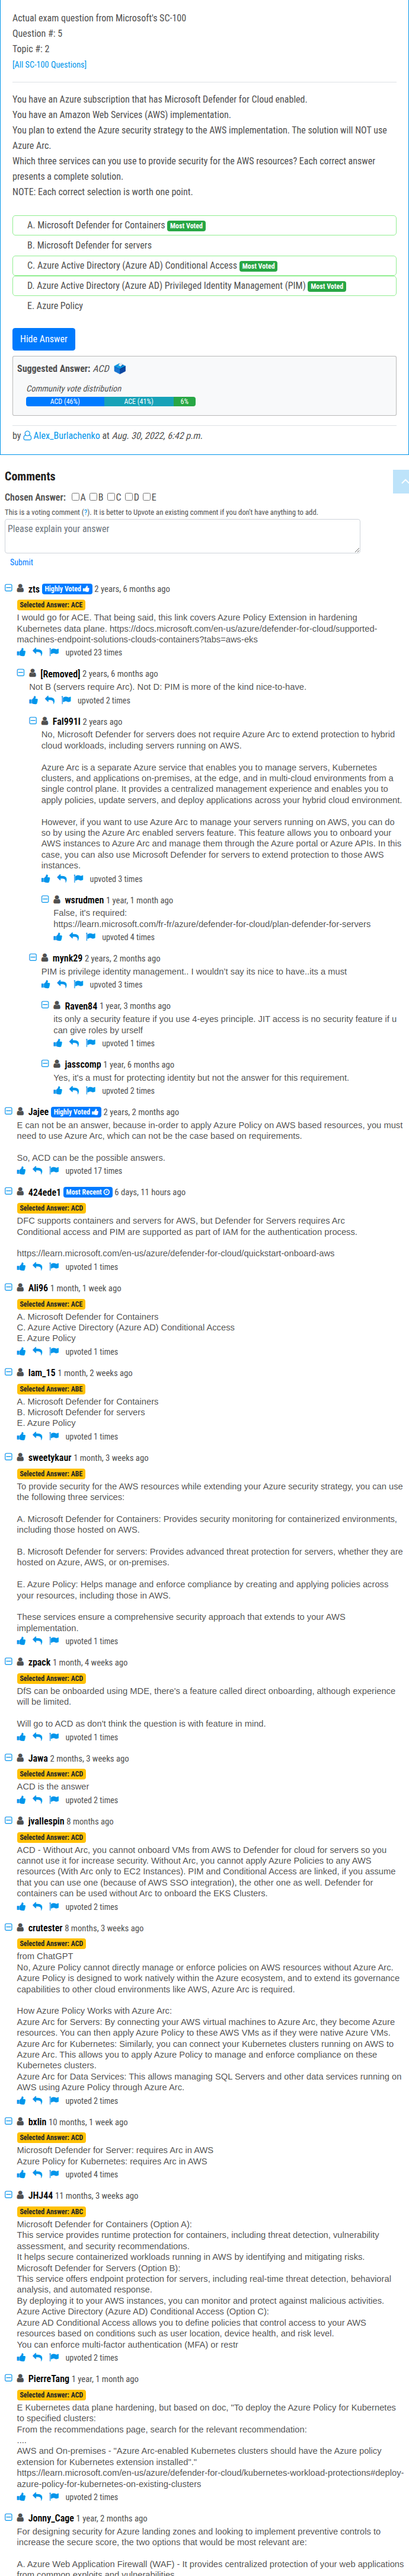 Actual exam question from Microsoft's SC-100
Question #: 5
Topic #: 2
[All SC-100 Questions]
You have an Azure subscription that has Microsoft Defender for Cloud enabled.
You have an Amazon Web Services (AWS) implementation.
You plan to extend the Azure security strategy to the AWS implementation. The solution will NOT use
Azure Arc.
Which three services can you use to provide security for the AWS resources? Each correct answer
presents a complete solution.
NOTE: Each correct selection is worth one point.
A. Microsoft Defender for Containers Most Voted
B. Microsoft Defender for servers
C. Azure Active Directory (Azure AD) Conditional Access Most Voted
D. Azure Active Directory (Azure AD) Privileged Identity Management (PIM) Most Voted
E. Azure Policy
Hide Answer
Suggested Answer: ACD
Community vote distribution
ACD (46%) ACE (41%) 6%
by Alex_Burlachenko at Aug. 30, 2022, 6:42 p.m.
Comments
Chosen Answer: A B C D E
This is a voting comment (?). It is better to Upvote an existing comment if you don't have anything to add.
Please explain your answer
Submit
zts Highly Voted 2 years, 6 months ago
Selected Answer: ACE
I would go for ACE. That being said, this link covers Azure Policy Extension in hardening
Kubernetes data plane. https://docs.microsoft.com/en-us/azure/defender-for-cloud/supported-
machines-endpoint-solutions-clouds-containers?tabs=aws-eks
upvoted 23 times
[Removed] 2 years, 6 months ago
Not B (servers require Arc). Not D: PIM is more of the kind nice-to-have.
upvoted 2 times
Fal991l 2 years ago
No, Microsoft Defender for servers does not require Azure Arc to extend protection to hybrid
cloud workloads, including servers running on AWS.
Azure Arc is a separate Azure service that enables you to manage servers, Kubernetes
clusters, and applications on-premises, at the edge, and in multi-cloud environments from a
single control plane. It provides a centralized management experience and enables you to
apply policies, update servers, and deploy applications across your hybrid cloud environment.
However, if you want to use Azure Arc to manage your servers running on AWS, you can do
so by using the Azure Arc enabled servers feature. This feature allows you to onboard your
AWS instances to Azure Arc and manage them through the Azure portal or Azure APIs. In this
case, you can also use Microsoft Defender for servers to extend protection to those AWS
instances.
upvoted 3 times
wsrudmen 1 year, 1 month ago
False, it's required:
https://learn.microsoft.com/fr-fr/azure/defender-for-cloud/plan-defender-for-servers
upvoted 4 times
mynk29 2 years, 2 months ago
PIM is privilege identity management.. I wouldn't say its nice to have..its a must
upvoted 3 times
Raven84 1 year, 3 months ago
its only a security feature if you use 4-eyes principle. JIT access is no security feature if u
can give roles by urself
upvoted 1 times
jasscomp 1 year, 6 months ago
Yes, it's a must for protecting identity but not the answer for this requirement.
upvoted 2 times
Jajee Highly Voted 2 years, 2 months ago
E can not be an answer, because in-order to apply Azure Policy on AWS based resources, you must
need to use Azure Arc, which can not be the case based on requirements.
So, ACD can be the possible answers.
upvoted 17 times
424ede1 Most Recent 6 days, 11 hours ago
Selected Answer: ACD
DFC supports containers and servers for AWS, but Defender for Servers requires Arc
Conditional access and PIM are supported as part of IAM for the authentication process.
https://learn.microsoft.com/en-us/azure/defender-for-cloud/quickstart-onboard-aws
upvoted 1 times
Ali96 1 month, 1 week ago
Selected Answer: ACE
A. Microsoft Defender for Containers
C. Azure Active Directory (Azure AD) Conditional Access
E. Azure Policy
upvoted 1 times
Iam_15 1 month, 2 weeks ago
Selected Answer: ABE
A. Microsoft Defender for Containers
B. Microsoft Defender for servers
E. Azure Policy
upvoted 1 times
sweetykaur 1 month, 3 weeks ago
Selected Answer: ABE
To provide security for the AWS resources while extending your Azure security strategy, you can use
the following three services:
A. Microsoft Defender for Containers: Provides security monitoring for containerized environments,
including those hosted on AWS.
B. Microsoft Defender for servers: Provides advanced threat protection for servers, whether they are
hosted on Azure, AWS, or on-premises.
E. Azure Policy: Helps manage and enforce compliance by creating and applying policies across
your resources, including those in AWS.
These services ensure a comprehensive security approach that extends to your AWS
implementation.
upvoted 1 times
zpack 1 month, 4 weeks ago
Selected Answer: ACD
DfS can be onboarded using MDE, there's a feature called direct onboarding, although experience
will be limited.
Will go to ACD as don't think the question is with feature in mind.
upvoted 1 times
Jawa 2 months, 3 weeks ago
Selected Answer: ACD
ACD is the answer
upvoted 2 times
jvallespin 8 months ago
Selected Answer: ACD
ACD - Without Arc, you cannot onboard VMs from AWS to Defender for cloud for servers so you
cannot use it for increase security. Without Arc, you cannot apply Azure Policies to any AWS
resources (With Arc only to EC2 Instances). PIM and Conditional Access are linked, if you assume
that you can use one (because of AWS SSO integration), the other one as well. Defender for
containers can be used without Arc to onboard the EKS Clusters.
upvoted 2 times
crutester 8 months, 3 weeks ago
Selected Answer: ACD
from ChatGPT
No, Azure Policy cannot directly manage or enforce policies on AWS resources without Azure Arc.
Azure Policy is designed to work natively within the Azure ecosystem, and to extend its governance
capabilities to other cloud environments like AWS, Azure Arc is required.
How Azure Policy Works with Azure Arc:
Azure Arc for Servers: By connecting your AWS virtual machines to Azure Arc, they become Azure
resources. You can then apply Azure Policy to these AWS VMs as if they were native Azure VMs.
Azure Arc for Kubernetes: Similarly, you can connect your Kubernetes clusters running on AWS to
Azure Arc. This allows you to apply Azure Policy to manage and enforce compliance on these
Kubernetes clusters.
Azure Arc for Data Services: This allows managing SQL Servers and other data services running on
AWS using Azure Policy through Azure Arc.
upvoted 2 times
bxlin 10 months, 1 week ago
Selected Answer: ACD
Microsoft Defender for Server: requires Arc in AWS
Azure Policy for Kubernetes: requires Arc in AWS
upvoted 4 times
JHJ44 11 months, 3 weeks ago
Selected Answer: ABC
Microsoft Defender for Containers (Option A):
This service provides runtime protection for containers, including threat detection, vulnerability
assessment, and security recommendations.
It helps secure containerized workloads running in AWS by identifying and mitigating risks.
Microsoft Defender for Servers (Option B):
This service offers endpoint protection for servers, including real-time threat detection, behavioral
analysis, and automated response.
By deploying it to your AWS instances, you can monitor and protect against malicious activities.
Azure Active Directory (Azure AD) Conditional Access (Option C):
Azure AD Conditional Access allows you to define policies that control access to your AWS
resources based on conditions such as user location, device health, and risk level.
You can enforce multi-factor authentication (MFA) or restr
upvoted 2 times
PierreTang 1 year, 1 month ago
Selected Answer: ACD
E Kubernetes data plane hardening, but based on doc, "To deploy the Azure Policy for Kubernetes
to specified clusters:
From the recommendations page, search for the relevant recommendation:
....
AWS and On-premises - "Azure Arc-enabled Kubernetes clusters should have the Azure policy
extension for Kubernetes extension installed"."
https://learn.microsoft.com/en-us/azure/defender-for-cloud/kubernetes-workload-protections#deploy-
azure-policy-for-kubernetes-on-existing-clusters
upvoted 2 times
Jonny_Cage 1 year, 2 months ago
For designing security for Azure landing zones and looking to implement preventive controls to
increase the secure score, the two options that would be most relevant are:
A. Azure Web Application Firewall (WAF) - It provides centralized protection of your web applications
from common exploits and vulnerabilities.